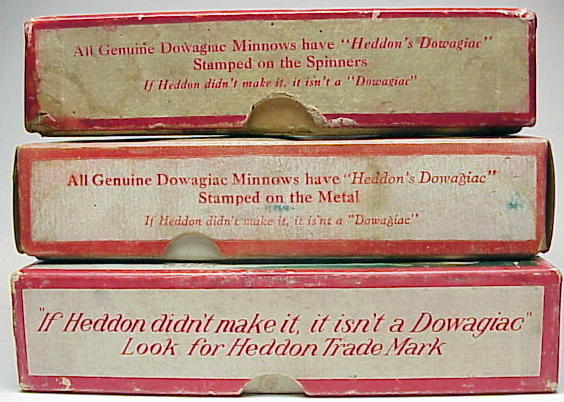 All Genuine Dowagiac Minnows have "Heddon's Dowagiac"
Stamped on the Spinners
If Heddon didn't make it, it isn't a "Dowagiac"
All Genuine Dowagiac Minnows have "Heddon's Dowagiac"
Stamped on the Metal
If Heddon didn't make it, it is'nt a "Dowagiac"
"If Heddon didn't make it, it isn't a Dowagiac"
Look for Heddon Trade Mark